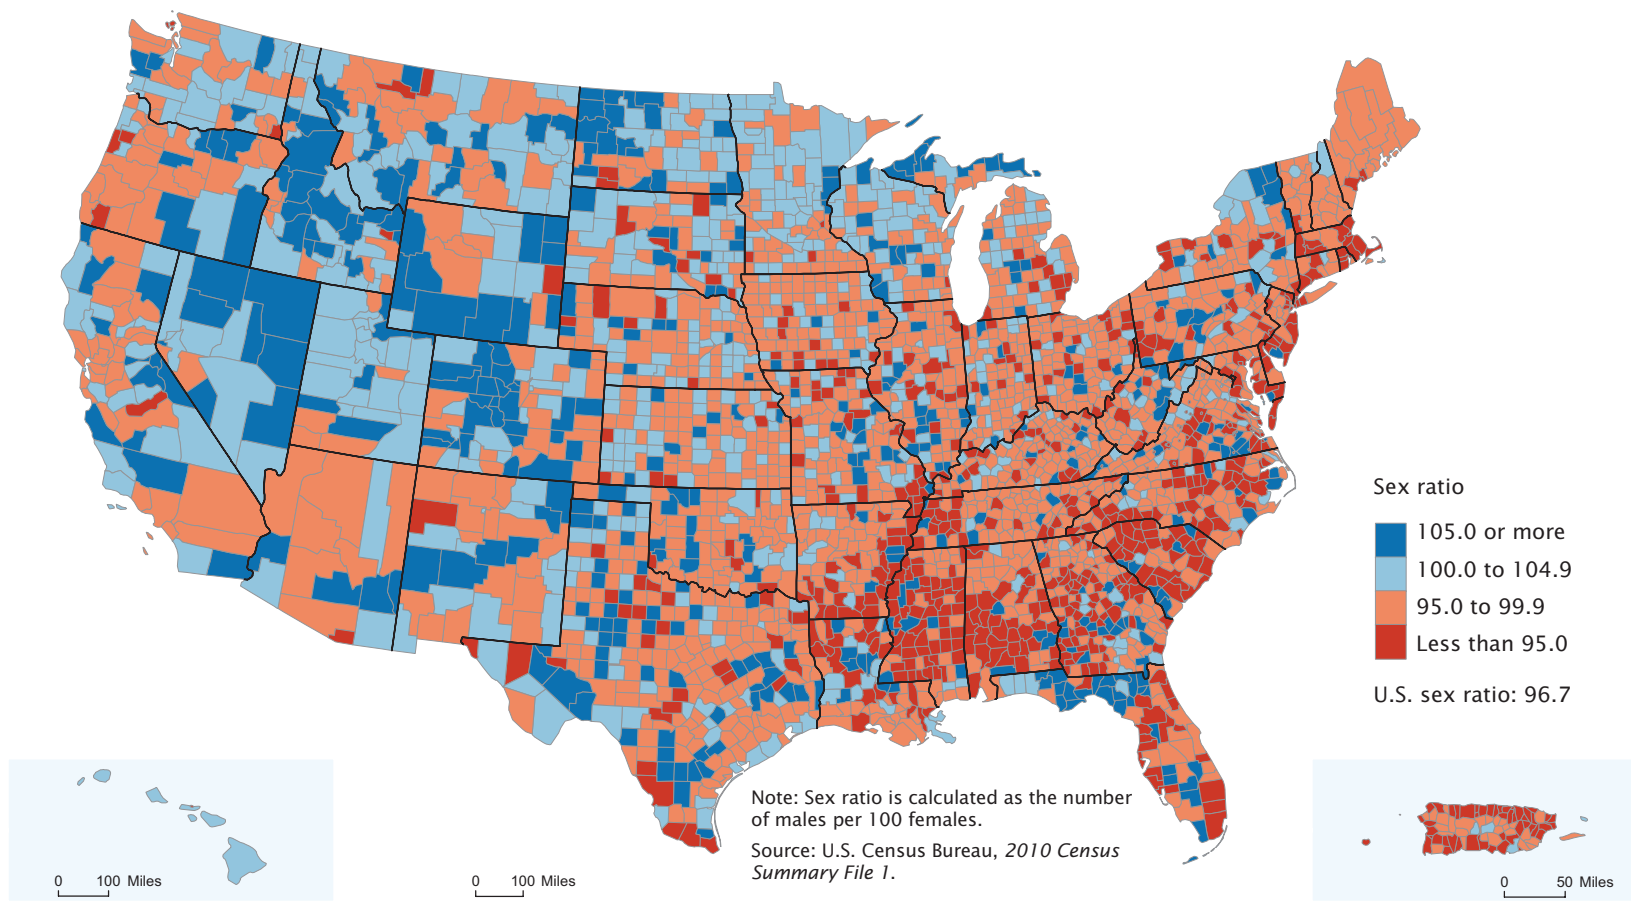 Sex ratio
105.0 or more
100.0 to 104.9
95.0 to 99.9
Less than 95.0
U.S. sex ratio: 96.7
Note: Sex ratio is calculated as the number
of males per 100 females.
Source: U.S. Census Bureau, 2010 Census
Summary File 1.
0 100 Miles
0 100 Miles
0 50 Miles